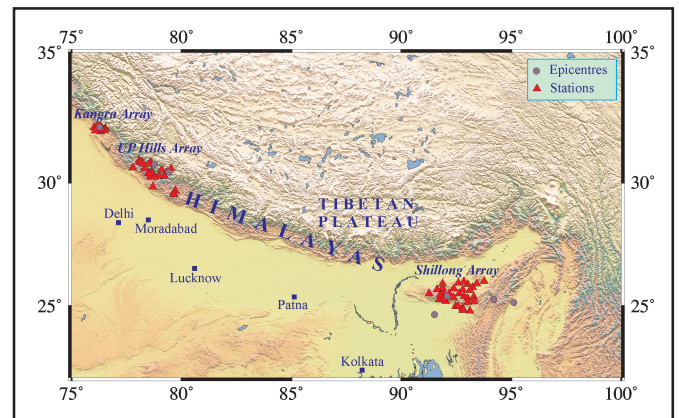 75° 80° 85° 90° 95° 100°
35° 35°
Epicentres
Stations
Kangra Array
UP Hills Array
30° 30°
TIBETAN
PLATEAU
HIMALAYAS
Delhi
Moradabad
Shillong Array
Lucknow
Patna
25° 25°
Kolkata
75° 80° 85° 90° 95° 100°